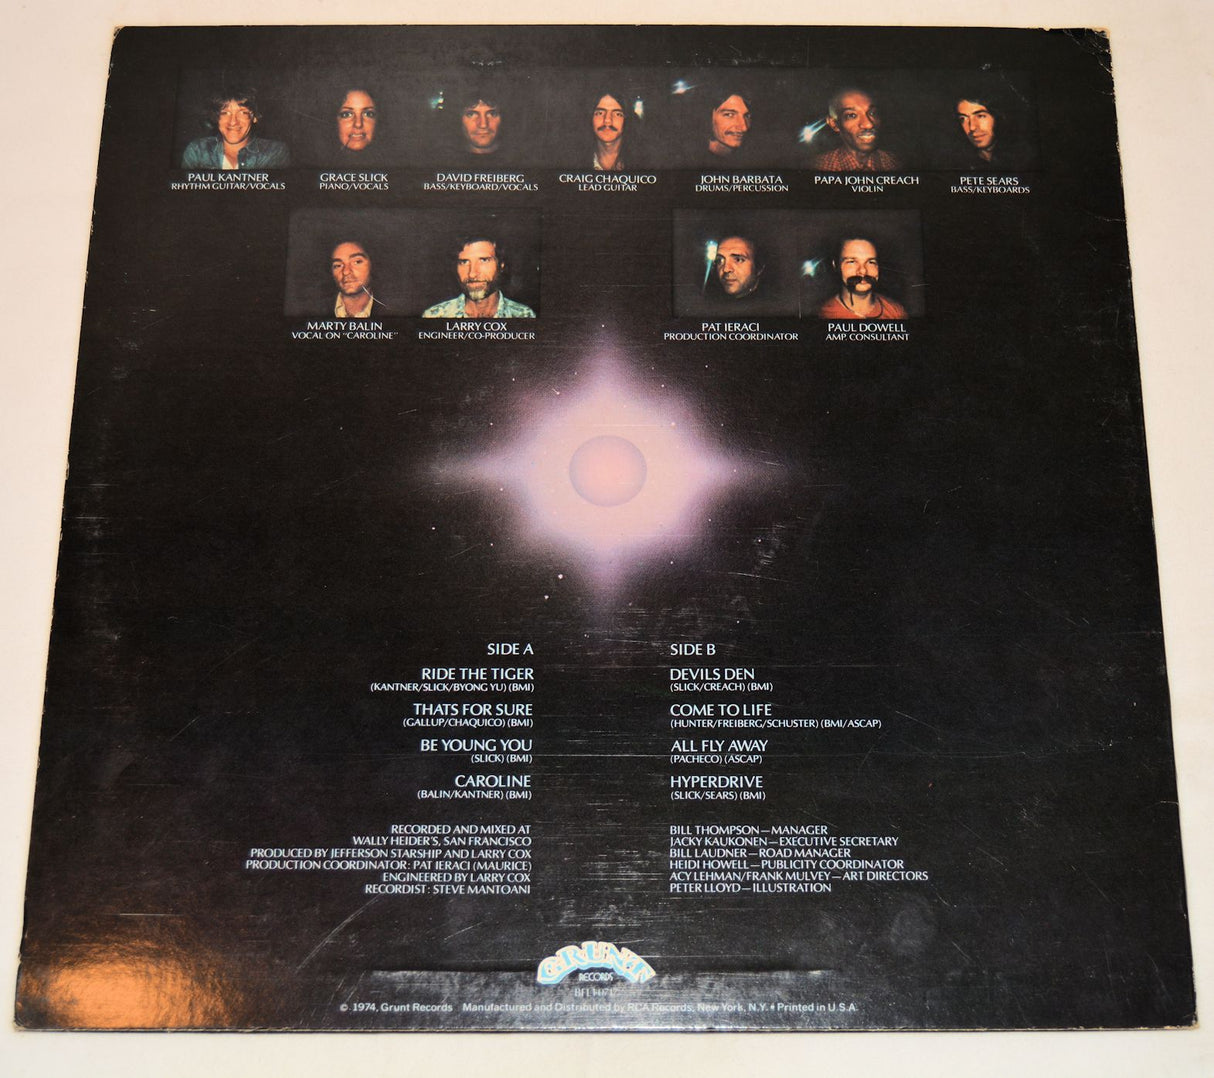 PAUL KANTNER
RHYTHM GUITAR/VOCALS
GRACE SLICK
PIANO/VOCALS
DAVID FREIBERG
BASS/KEYBOARD/VOCALS
CRAIG CHAQUICO
LEAD GUITAR
JOHN BARBATA
DRUMS/PERCUSSION
PAPA JOHN CREACH
VIOLIN
PETE SEARS
BASS/KEYBOARDS
MARTY BALIN
VOCAL ON "CAROLINE"
LARRY COX
ENGINEER/CO-PRODUCER
PAT IERACI
PRODUCTION COORDINATOR
PAUL DOWELL
AMP. CONSULTANT
SIDE A
RIDE THE TIGER
(KANTNER/SLICK/BYONG YU) (BMI)
THATS FOR SURE
(GALLUP/CHAQUICO) (BMI)
BE YOUNG YOU
(SLICK) (BMI)
CAROLINE
(BALIN/KANTNER) (BMI)
RECORDED AND MIXED AT
WALLY HEIDER'S, SAN FRANCISCO
PRODUCED BY JEFFERSON STARSHIP AND LARRY COX
PRODUCTION COORDINATOR: PAT IERACI (MAURICE)
ENGINEERED BY LARRY COX
RECORDIST: STEVE MANTOANI
SIDE B
DEVILS DEN
(SLICK/CREACH) (BMI)
COME TO LIFE
(HUNTER/FREIBERG/SCHUSTER) (BMI/ASCAP)
ALL FLY AWAY
(PACHECO) (ASCAP)
HYPERDRIVE
(SLICK/SEARS) (BMI)
BILL THOMPSON—MANAGER
JACKY KAUKONEN—EXECUTIVE SECRETARY
BILL LAUDNER—ROAD MANAGER
HEIDI HOWELL—PUBLICITY COORDINATOR
ACY LEHMAN/FRANK MULVEY—ART DIRECTORS
PETER LLOYD—ILLUSTRATION
GRUNT
RECORDS
BFL1-0717
© 1974, Grunt Records Manufactured and Distributed by RCA Records, New York, N.Y. • Printed in U.S.A.